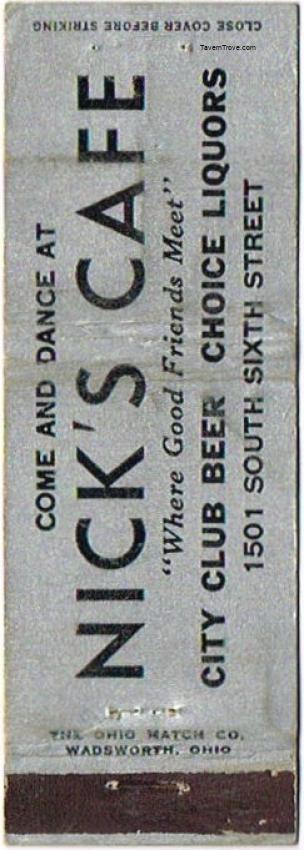 CLOSE COVER BEFORE STRIKING
TavernTrove.com
COME AND DANCE AT
NICK'S CAFE
"Where Good Friends Meet"
CITY CLUB BEER CHOICE LIQUORS
1501 SOUTH SIXTH STREET
THE OHIO MATCH CO.
WADSWORTH, OHIO